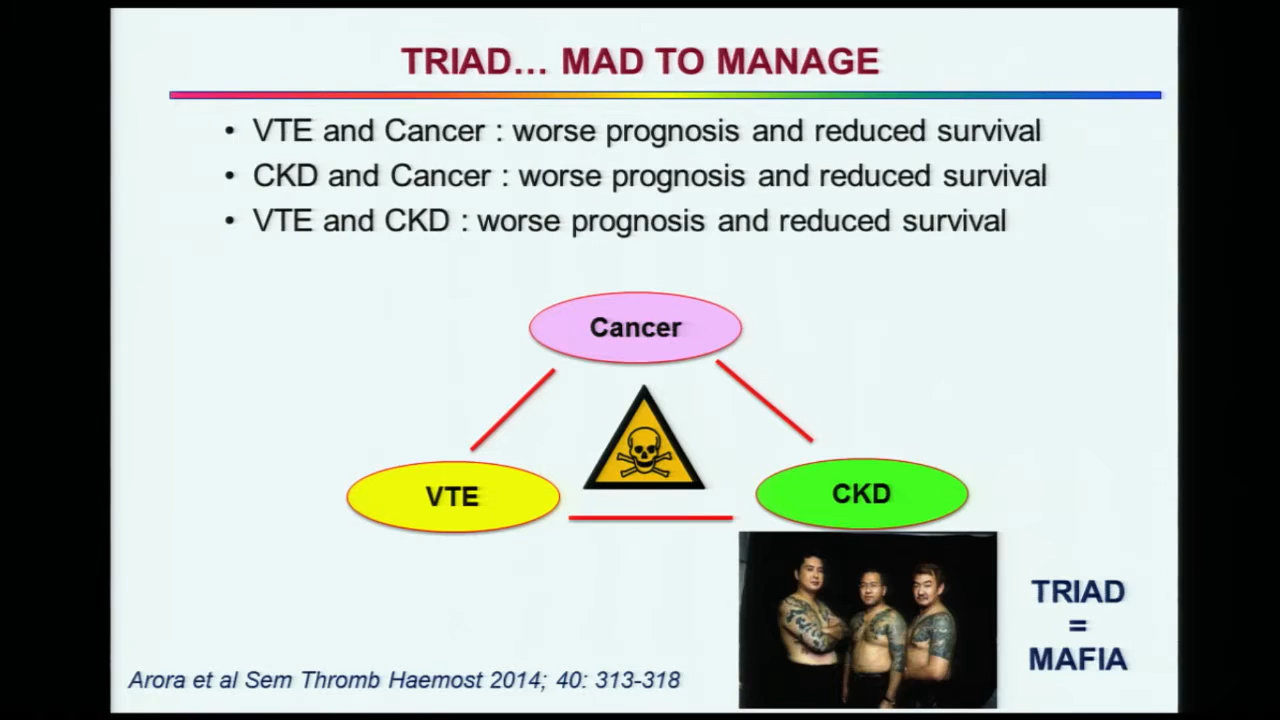 TRIAD… MAD TO MANAGE
• VTE and Cancer : worse prognosis and reduced survival
• CKD and Cancer : worse prognosis and reduced survival
• VTE and CKD : worse prognosis and reduced survival
Cancer
VTE
CKD
TRIAD
=
MAFIA
Arora et al Sem Thromb Haemost 2014; 40: 313-318